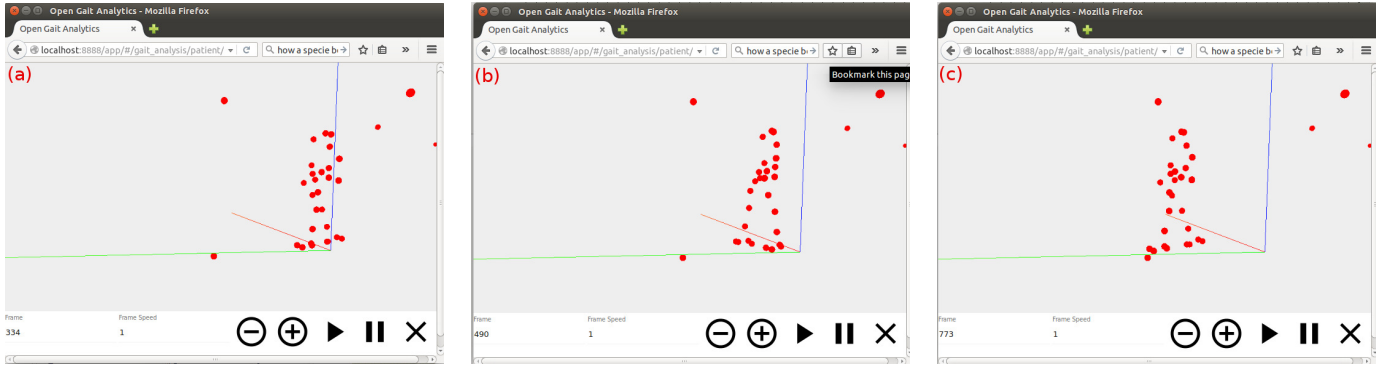 Open Gait Analytics - Mozilla Firefox
Open Gait Analytics
localhost:8888/app/#/gait_analysis/patient/
how a specie b
(a)
Frame
334
Frame Speed
1
Open Gait Analytics - Mozilla Firefox
Open Gait Analytics
localhost:8888/app/#/gait_analysis/patient/
how a specie b
Bookmark this pag
(b)
Frame
490
Frame Speed
1
Open Gait Analytics - Mozilla Firefox
Open Gait Analytics
localhost:8888/app/#/gait_analysis/patient/
how a specie b
(c)
Frame
773
Frame Speed
1